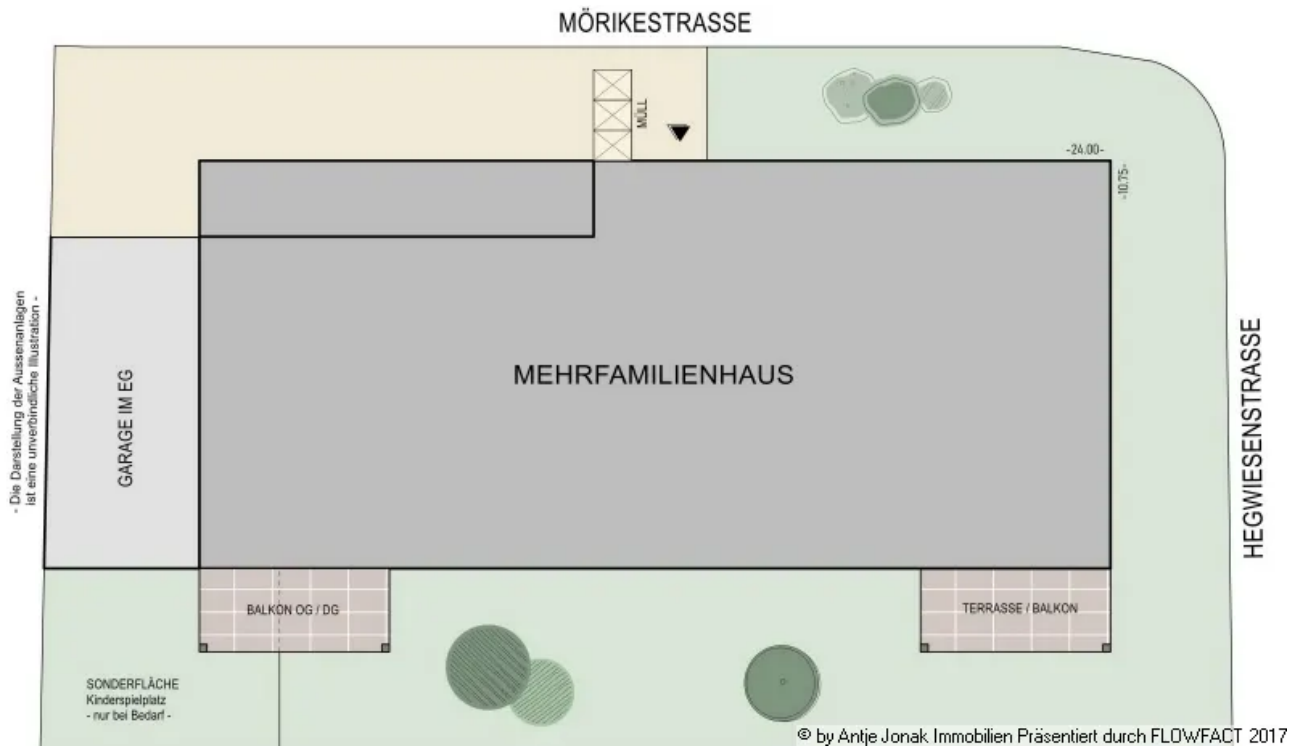 MÖRIKESTRASSE
MÜLL
-24.00-
-10.75-
- Die Darstellung der Aussenanlagen
ist eine unverbindliche Illustration -
GARAGE IM EG
MEHRFAMILIENHAUS
HEGWIESENSTRASSE
BALKON OG / DG
TERRASSE / BALKON
SONDERFLÄCHE
Kinderspielplatz
- nur bei Bedarf -
© by Antje Jonak Immobilien Präsentiert durch FLOWFACT 2017